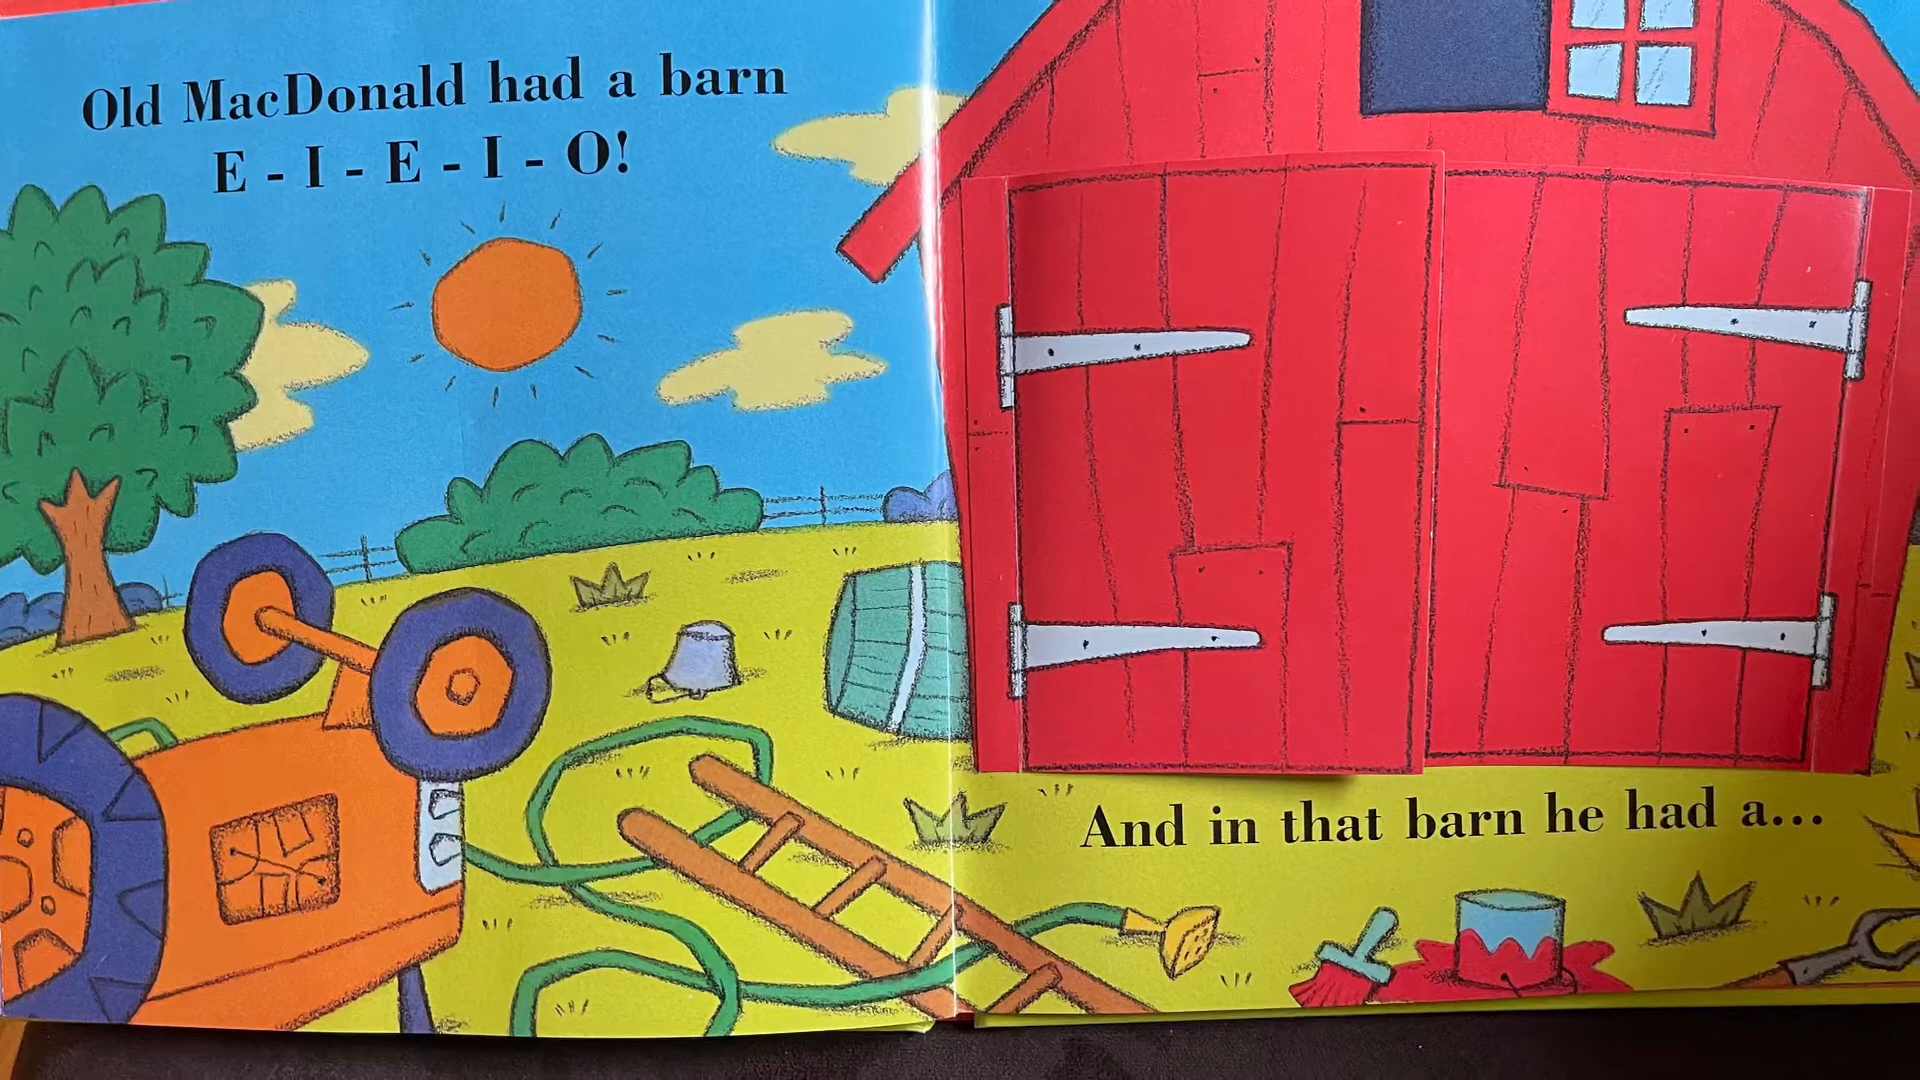 Old MacDonald had a barn
E - I - E - I - O!
And in that barn he had a...